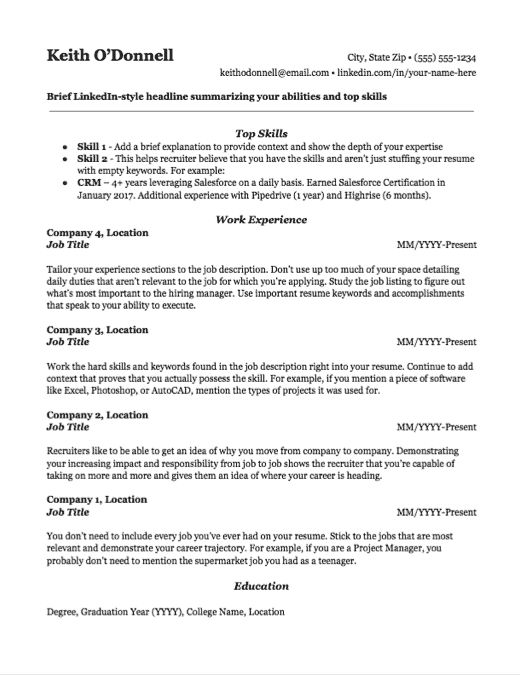 Keith O’Donnell
City, State Zip • (555) 555-1234
keithodonnell@email.com • linkedin.com/in/your-name-here
Brief LinkedIn-style headline summarizing your abilities and top skills
Top Skills
● Skill 1 - Add a brief explanation to provide context and show the depth of your expertise
● Skill 2 - This helps recruiter believe that you have the skills and aren’t just stuffing your resume
with empty keywords. For example:
● CRM – 4+ years leveraging Salesforce on a daily basis. Earned Salesforce Certification in
January 2017. Additional experience with Pipedrive (1 year) and Highrise (6 months).
Work Experience
Company 4, Location
Job Title MM/YYYY-Present
Tailor your experience sections to the job description. Don’t use up too much of your space detailing
daily duties that aren’t relevant to the job for which you’re applying. Study the job listing to figure out
what’s most important to the hiring manager. Use important resume keywords and accomplishments
that speak to your ability to execute.
Company 3, Location
Job Title MM/YYYY-Present
Work the hard skills and keywords found in the job description right into your resume. Continue to add
context that proves that you actually possess the skill. For example, if you mention a piece of software
like Excel, Photoshop, or AutoCAD, mention the types of projects it was used for.
Company 2, Location
Job Title MM/YYYY-Present
Recruiters like to be able to get an idea of why you move from company to company. Demonstrating
your increasing impact and responsibility from job to job shows the recruiter that you’re capable of
taking on more and more and gives them an idea of where your career is heading.
Company 1, Location
Job Title MM/YYYY-Present
You don’t need to include every job you’ve ever had on your resume. Stick to the jobs that are most
relevant and demonstrate your career trajectory. For example, if you are a Project Manager, you
probably don’t need to mention the supermarket job you had as a teenager.
Education
Degree, Graduation Year (YYYY), College Name, Location